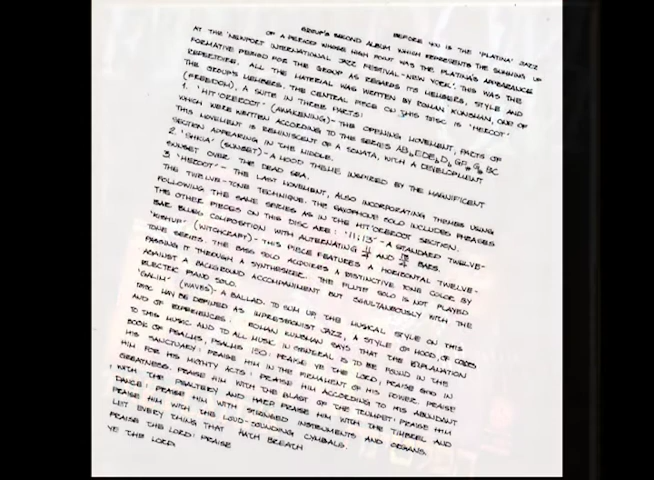 BEFORE YOU IS THE "PLATINA" JAZZ
GROUP'S SECOND ALBUM WHICH REPRESENTS THE SUMMING UP
OF A PERIOD WHOSE HIGH POINT WAS THE PLATINA'S APPEARANCE
AT THE "NEWPORT INTERNATIONAL JAZZ FESTIVAL - NEW YORK". THIS WAS THE
FORMATIVE PERIOD FOR THE GROUP AS REGARDS ITS MEMBERS, STYLE AND
REPERTOIRE. ALL THE MATERIAL WAS WRITTEN BY ROMAN KUNSMAN, ONE OF
THE GROUP'S MEMBERS. THE CENTRAL PIECE ON THIS DISC IS "HEROOT"
(FREEDOM), A SUITE IN THREE PARTS:
1. "HIT'OREROOT" (AWAKENING) - THE OPENING MOVEMENT, PARTS OF
WHICH WERE WRITTEN ACCORDING TO THE SERIES
THIS MOVEMENT IS REMINISCENT OF A SONATA, WITH A DEVELOPMENT
SECTION APPEARING IN THE MIDDLE.
2. "SHKIA" (SUNSET) - A MOOD THEME INSPIRED BY THE MAGNIFICENT
SUNSET OVER THE DEAD SEA.
3. "HEROOT" - THE LAST MOVEMENT, ALSO INCORPORATING THEMES USING
THE TWELVE-TONE TECHNIQUE. THE SAXOPHONE SOLO INCLUDES PHRASES
FOLLOWING THE SAME SERIES AS IN THE HIT'OREROOT SECTION.
THE OTHER PIECES ON THIS DISC ARE: "11;13" - A STANDARD TWELVE-
BAR BLUES COMPOSITION WITH ALTERNATING 11/4 AND 13/4 BARS.
"KISHUF" (WITCHCRAFT) - THIS PIECE FEATURES A HORIZONTAL TWELVE-
TONE SERIES. THE BASS SOLO ACQUIRES A DISTINCTIVE TONE COLOR BY
PASSING IT THROUGH A SYNTHESIZER. THE FLUTE SOLO IS NOT PLAYED
AGAINST A BACKGROUND ACCOMPANIMENT BUT SIMULTANEOUSLY WITH THE
ELECTRIC PIANO SOLO.
"GALIM" (WAVES) - A BALLAD. TO SUM UP, THE MUSICAL STYLE ON THIS
DISC MAY BE DEFINED AS IMPRESSIONIST JAZZ, A STYLE OF MOOD, OF CODES
AND OF EXPERIENCES. ROMAN KUNSMAN SAYS THAT THE EXPLANATION
TO THIS MUSIC AND TO ALL MUSIC IN GENERAL IS TO BE FOUND IN THE
BOOK OF PSALMS, PSALMS 150: PRAISE YE THE LORD, PRAISE GOD IN
HIS SANCTUARY: PRAISE HIM IN THE FIRMAMENT OF HIS POWER. PRAISE
HIM FOR HIS MIGHTY ACTS: PRAISE HIM ACCORDING TO HIS ABUNDANT
GREATNESS. PRAISE HIM WITH THE BLAST OF THE TRUMPET: PRAISE HIM
WITH THE PSALTERY AND HARP. PRAISE HIM WITH THE TIMBREL AND
DANCE: PRAISE HIM WITH STRINGED INSTRUMENTS AND ORGANS.
PRAISE HIM WITH THE LOUD-SOUNDING CYMBALS.
LET EVERY THING THAT HATH BREATH
PRAISE THE LORD: PRAISE
YE THE LORD.